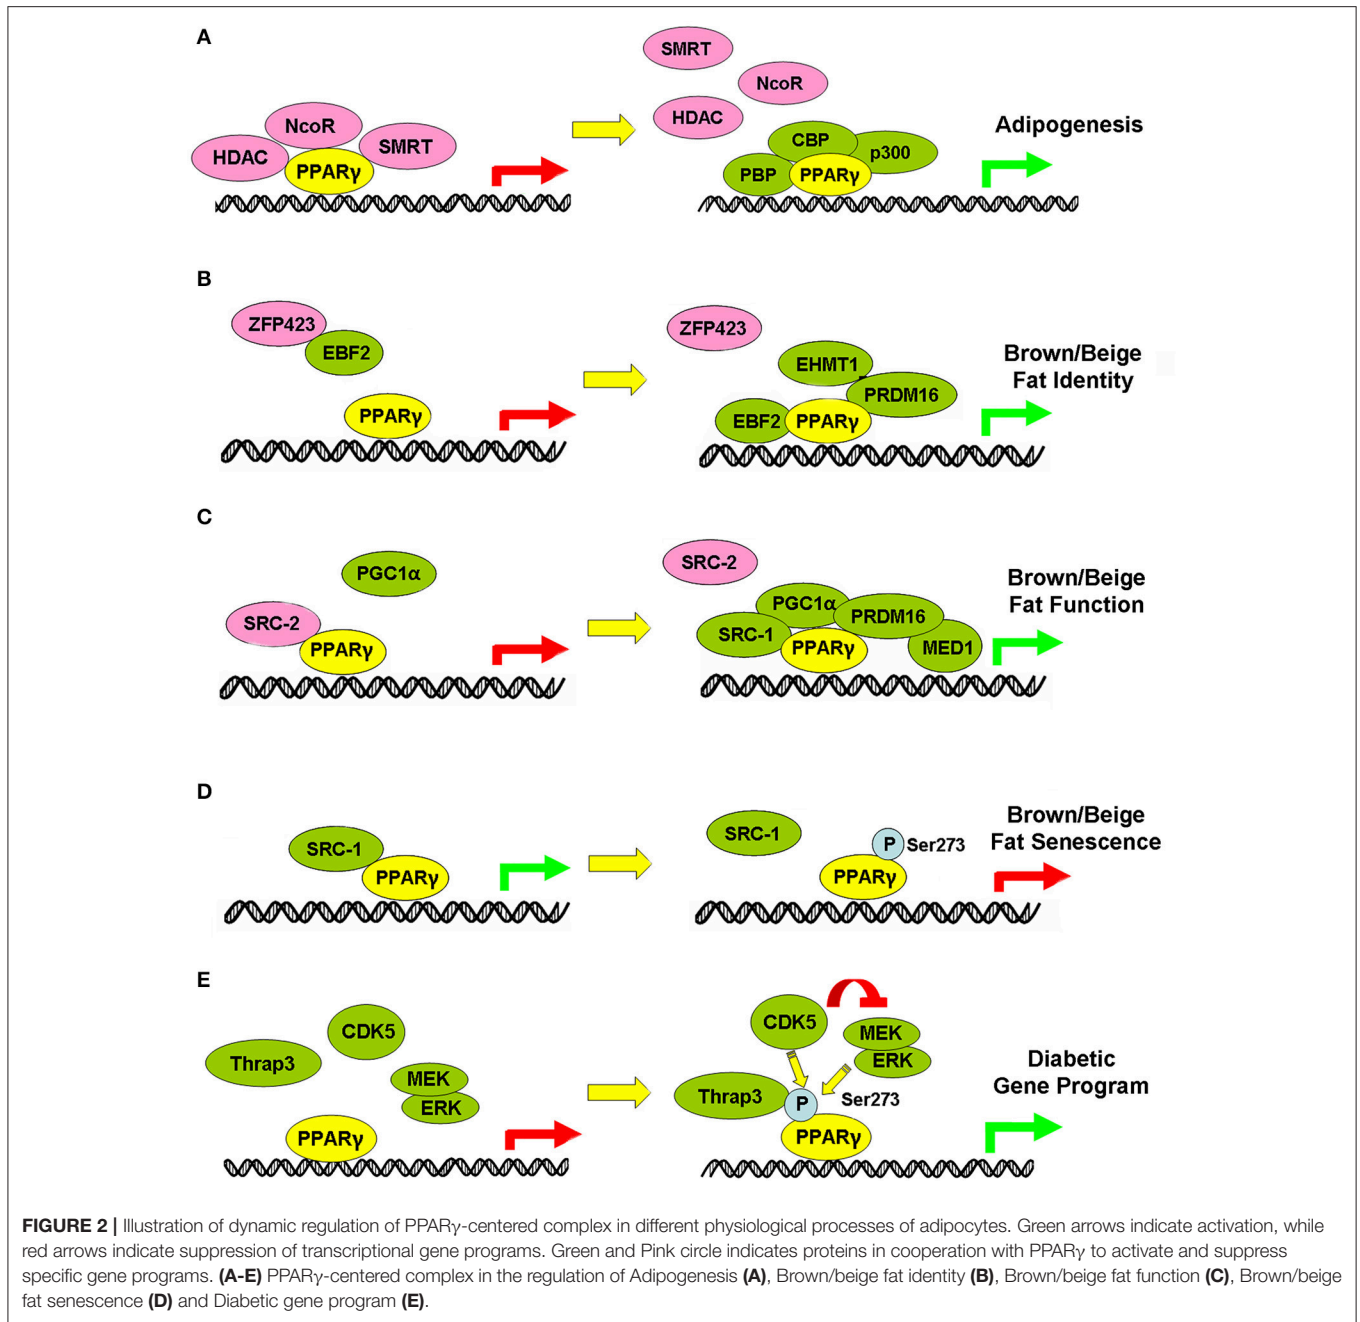 A
NcoR
HDAC
SMRT
PPARγ
SMRT
NcoR
HDAC
CBP
p300
PBP
PPARγ
Adipogenesis
B
ZFP423
EBF2
PPARγ
ZFP423
EHMT1
PRDM16
EBF2
PPARγ
Brown/Beige
Fat Identity
C
PGC1α
SRC-2
PPARγ
SRC-2
PGC1α
PRDM16
SRC-1
PPARγ
MED1
Brown/Beige
Fat Function
D
SRC-1
PPARγ
SRC-1
P
Ser273
PPARγ
Brown/Beige
Fat Senescence
E
CDK5
Thrap3
MEK
ERK
PPARγ
CDK5
MEK
ERK
Thrap3
P
Ser273
PPARγ
Diabetic
Gene Program
FIGURE 2 | Illustration of dynamic regulation of PPARγ-centered complex in different physiological processes of adipocytes. Green arrows indicate activation, while
red arrows indicate suppression of transcriptional gene programs. Green and Pink circle indicates proteins in cooperation with PPARγ to activate and suppress
specific gene programs. (A-E) PPARγ-centered complex in the regulation of Adipogenesis (A), Brown/beige fat identity (B), Brown/beige fat function (C), Brown/beige
fat senescence (D) and Diabetic gene program (E).